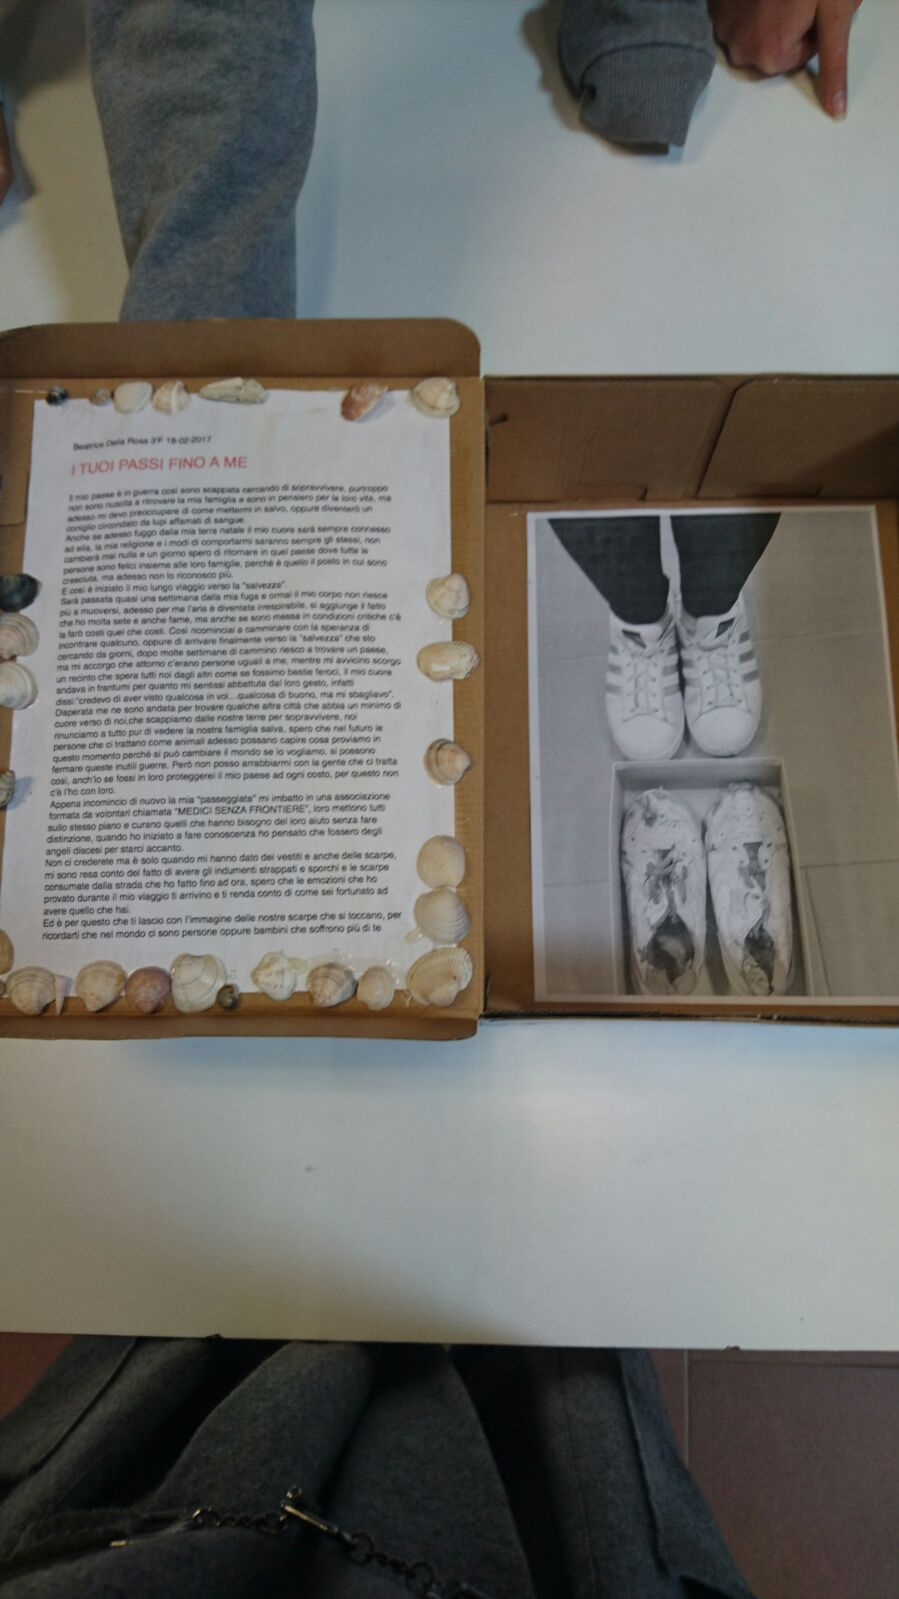 Beatrice Della Rosa 3°F 18-02-2017
I TUOI PASSI FINO A ME
Il mio paese è in guerra così sono scappata cercando di sopravvivere, purtroppo
non sono riuscita a ritrovare la mia famiglia e sono in pensiero per la loro vita, ma
adesso mi devo preoccupare di come mettermi in salvo, oppure diventerò un
coniglio circondato da lupi affamati di sangue.
Anche se adesso fuggo dalla mia terra natale il mio cuore sarà sempre connesso
ad ella, la mia religione e i modi di comportarmi saranno sempre gli stessi, non
cambierà mai nulla e un giorno spero di ritornare in quel paese dove tutte le
persone sono felici insieme alle loro famiglie, perchè è quello il posto in cui sono
cresciuta, ma adesso non lo riconosco più.
E così è iniziato il mio lungo viaggio verso la "salvezza".
Sarà passata quasi una settimana dalla mia fuga e ormai il mio corpo non riesce
più a muoversi, adesso per me l'aria è diventata irrespirabile, si aggiunge il fatto
che ho molta sete e anche fame, ma anche se sono messa in condizioni critiche c'è
la farò costi quel che costi. Così ricominciai a camminare con la speranza di
incontrare qualcuno, oppure di arrivare finalmente verso la "salvezza" che sto
cercando da giorni, dopo molte settimane di cammino riesco a trovare un paese,
ma mi accorgo che attorno c'erano persone uguali a me, mentre mi avvicino scorgo
un recinto che spera tutti noi dagli altri come se fossimo bestie feroci, il mio cuore
andava in frantumi per quanto mi sentissi abbattuta dal loro gesto, infatti
dissi:"credevo di aver visto qualcosa in voi...qualcosa di buono, ma mi sbagliavo".
Disperata me ne sono andata per trovare qualche altra città che abbia un minimo di
cuore verso di noi,che scappiamo dalle nostre terre per sopravvivere, noi
rinunciamo a tutto pur di vedere la nostra famiglia salva, spero che nel futuro le
persone che ci trattano come animali adesso possano capire cosa proviamo in
questo momento perchè si può cambiare il mondo se lo vogliamo, si possono
fermare queste inutili guerre. Però non posso arrabbiarmi con la gente che ci tratta
così, anch'io se fossi in loro proteggerei il mio paese ad ogni costo, per questo non
c'è l'ho con loro.
Appena incomincio di nuovo la mia "passeggiata" mi imbatto in una associazione
formata da volontari chiamata "MEDICI SENZA FRONTIERE", loro mettono tutti
sullo stesso piano e curano quelli che hanno bisogno del loro aiuto senza fare
distinzione, quando ho iniziato a fare conoscenza ho pensato che fossero degli
angeli discesi per starci accanto.
Non ci crederete ma è solo quando mi hanno dato dei vestiti e anche delle scarpe,
mi sono resa conto del fatto di avere gli indumenti strappati e sporchi e le scarpe
consumate dalla strada che ho fatto fino ad ora, spero che le emozioni che ho
provato durante il mio viaggio ti arrivino e ti renda conto di come sei fortunato ad
avere quello che hai.
Ed è per questo che ti lascio con l'immagine delle nostre scarpe che si toccano, per
ricordarti che nel mondo ci sono persone oppure bambini che soffrono più di te